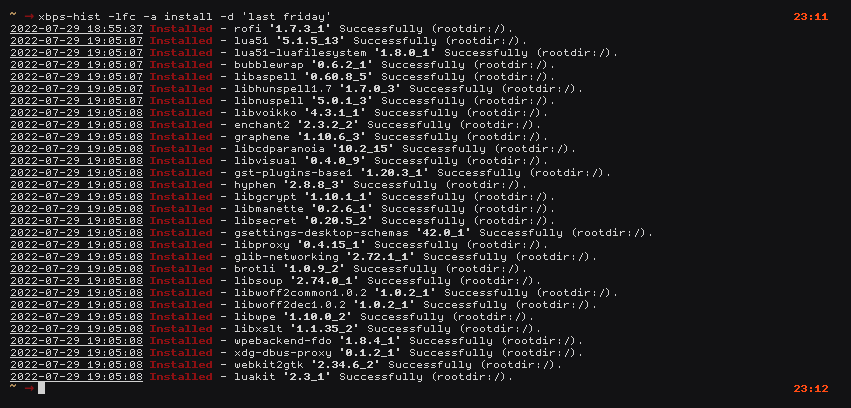 ~ → xbps-hist -lfc -a install -d 'last friday' 23:11
2022-07-29 18:55:37 Installed - rofi '1.7.3_1' Successfully (rootdir:/).
2022-07-29 19:05:07 Installed - lua51 '5.1.5_13' Successfully (rootdir:/).
2022-07-29 19:05:07 Installed - lua51-luafilesystem '1.8.0_1' Successfully (rootdir:/).
2022-07-29 19:05:07 Installed - bubblewrap '0.6.2_1' Successfully (rootdir:/).
2022-07-29 19:05:07 Installed - libaspell '0.60.8_5' Successfully (rootdir:/).
2022-07-29 19:05:07 Installed - libhunspell1.7 '1.7.0_3' Successfully (rootdir:/).
2022-07-29 19:05:07 Installed - libnuspell '5.0.1_3' Successfully (rootdir:/).
2022-07-29 19:05:08 Installed - libvoikko '4.3.1_1' Successfully (rootdir:/).
2022-07-29 19:05:08 Installed - enchant2 '2.3.2_2' Successfully (rootdir:/).
2022-07-29 19:05:08 Installed - graphene '1.10.6_3' Successfully (rootdir:/).
2022-07-29 19:05:08 Installed - libcdparanoia '10.2_15' Successfully (rootdir:/).
2022-07-29 19:05:08 Installed - libvisual '0.4.0_9' Successfully (rootdir:/).
2022-07-29 19:05:08 Installed - gst-plugins-base1 '1.20.3_1' Successfully (rootdir:/).
2022-07-29 19:05:08 Installed - hyphen '2.8.8_3' Successfully (rootdir:/).
2022-07-29 19:05:08 Installed - libgcrypt '1.10.1_1' Successfully (rootdir:/).
2022-07-29 19:05:08 Installed - libmanette '0.2.6_1' Successfully (rootdir:/).
2022-07-29 19:05:08 Installed - libsecret '0.20.5_2' Successfully (rootdir:/).
2022-07-29 19:05:08 Installed - gsettings-desktop-schemas '42.0_1' Successfully (rootdir:/).
2022-07-29 19:05:08 Installed - libproxy '0.4.15_1' Successfully (rootdir:/).
2022-07-29 19:05:08 Installed - glib-networking '2.72.1_1' Successfully (rootdir:/).
2022-07-29 19:05:08 Installed - brotli '1.0.9_2' Successfully (rootdir:/).
2022-07-29 19:05:08 Installed - libsoup '2.74.0_1' Successfully (rootdir:/).
2022-07-29 19:05:08 Installed - libwoff2common1.0.2 '1.0.2_1' Successfully (rootdir:/).
2022-07-29 19:05:08 Installed - libwoff2dec1.0.2 '1.0.2_1' Successfully (rootdir:/).
2022-07-29 19:05:08 Installed - libwpe '1.10.0_2' Successfully (rootdir:/).
2022-07-29 19:05:08 Installed - libxslt '1.1.35_2' Successfully (rootdir:/).
2022-07-29 19:05:08 Installed - wpebackend-fdo '1.8.4_1' Successfully (rootdir:/).
2022-07-29 19:05:08 Installed - xdg-dbus-proxy '0.1.2_1' Successfully (rootdir:/).
2022-07-29 19:05:08 Installed - webkit2gtk '2.34.6_2' Successfully (rootdir:/).
2022-07-29 19:05:08 Installed - luakit '2.3_1' Successfully (rootdir:/).
~ → 23:12